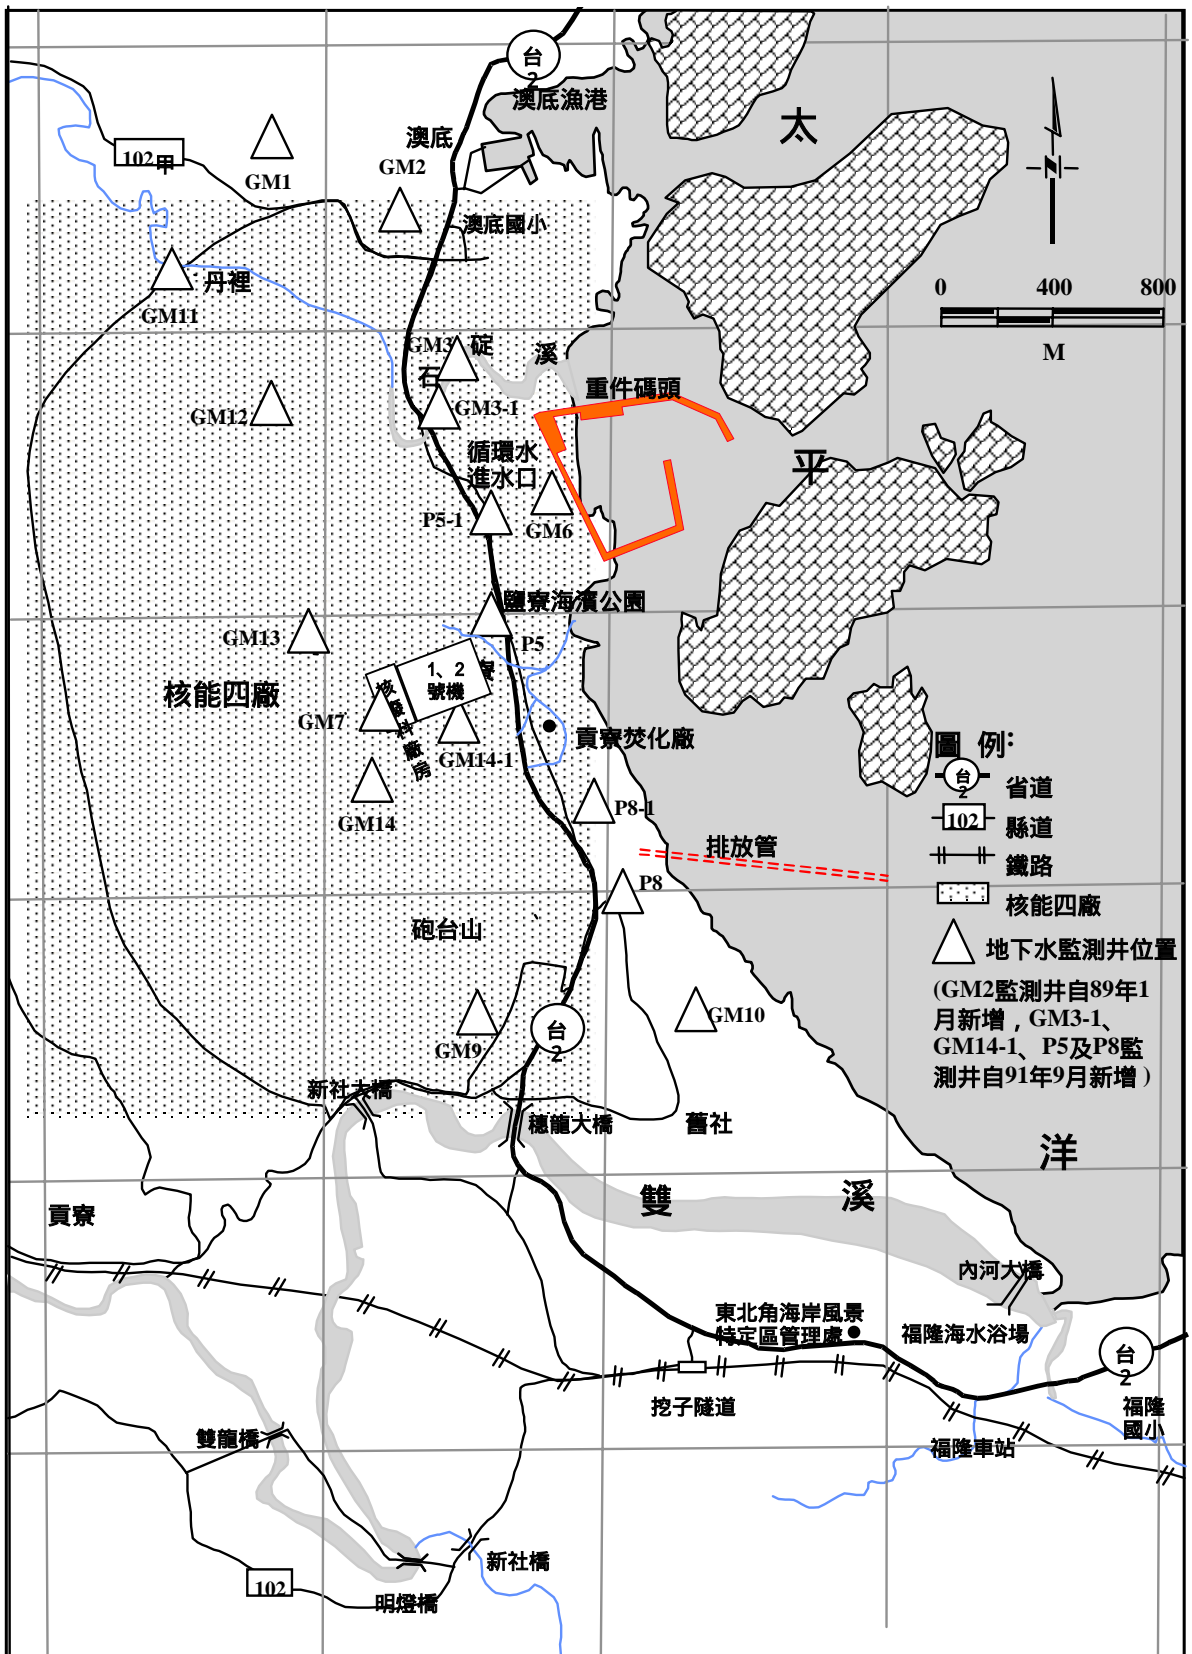 台
2
澳底漁港
太
澳底
102甲
GM1
GM2
澳底國小
丹裡
GM11
0 400 800
M
GM3
碇
溪
石
重件碼頭
GM12
GM3-1
循環水
進水口
平
P5-1
GM6
鹽寮海濱公園
GM13
P5
1、2
號機
寮
核能四廠
GM7
GM14-1
貢寮焚化廠
圖 例:
台
2
省道
102
縣道
鐵路
核能四廠
地下水監測井位置
(GM2監測井自89年1
月新增，GM3-1、
GM14-1、P5及P8監
測井自91年9月新增)
GM14
P8-1
排放管
P8
砲台山
GM9
GM10
台
2
新社大橋
穗龍大橋
舊社
洋
貢寮
雙
溪
內河大橋
東北角海岸風景
特定區管理處
福隆海水浴場
台
2
挖子隧道
福隆
國小
雙龍橋
福隆車站
新社橋
102
明燈橋
N